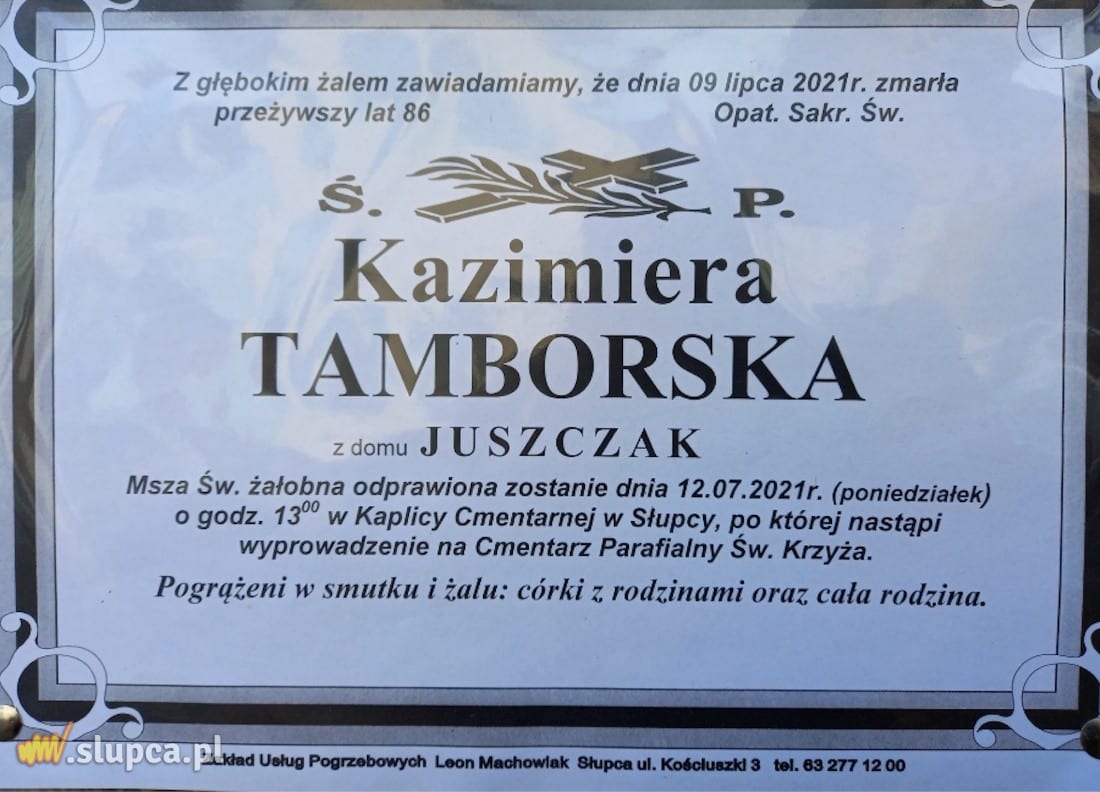 Z głębokim żalem zawiadamiamy, że dnia 09 lipca 2021r. zmarła
przeżywszy lat 86 Opat. Sakr. Św.
Ś. P.
Kazimiera
TAMBORSKA
z domu JUSZCZAK
Msza Św. żałobna odprawiona zostanie dnia 12.07.2021r. (poniedziałek)
o godz. 13⁰⁰ w Kaplicy Cmentarnej w Słupcy, po której nastąpi
wyprowadzenie na Cmentarz Parafialny Św. Krzyża.
Pogrążeni w smutku i żalu: córki z rodzinami oraz cała rodzina.
www.slupca.pl
Zakład Usług Pogrzebowych Leon Machowiak Słupca ul. Kościuszki 3 tel. 63 277 12 00